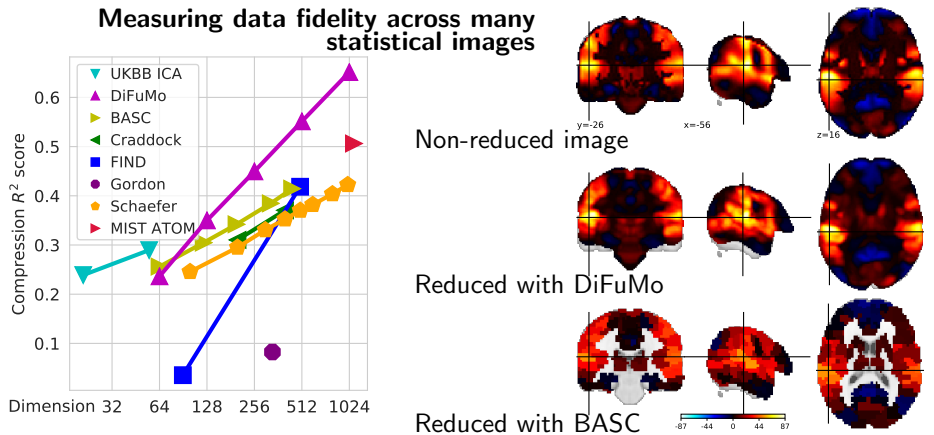 Measuring data fidelity across many
statistical images
Compression R² score
0.6
0.5
0.4
0.3
0.2
0.1
UKBB ICA
DiFuMo
BASC
Craddock
FIND
Gordon
Schaefer
MIST ATOM
Dimension 32 64 128 256 512 1024
y=-26
x=-56
z=16
Non-reduced image
Reduced with DiFuMo
Reduced with BASC
-87 -44 0 44 87